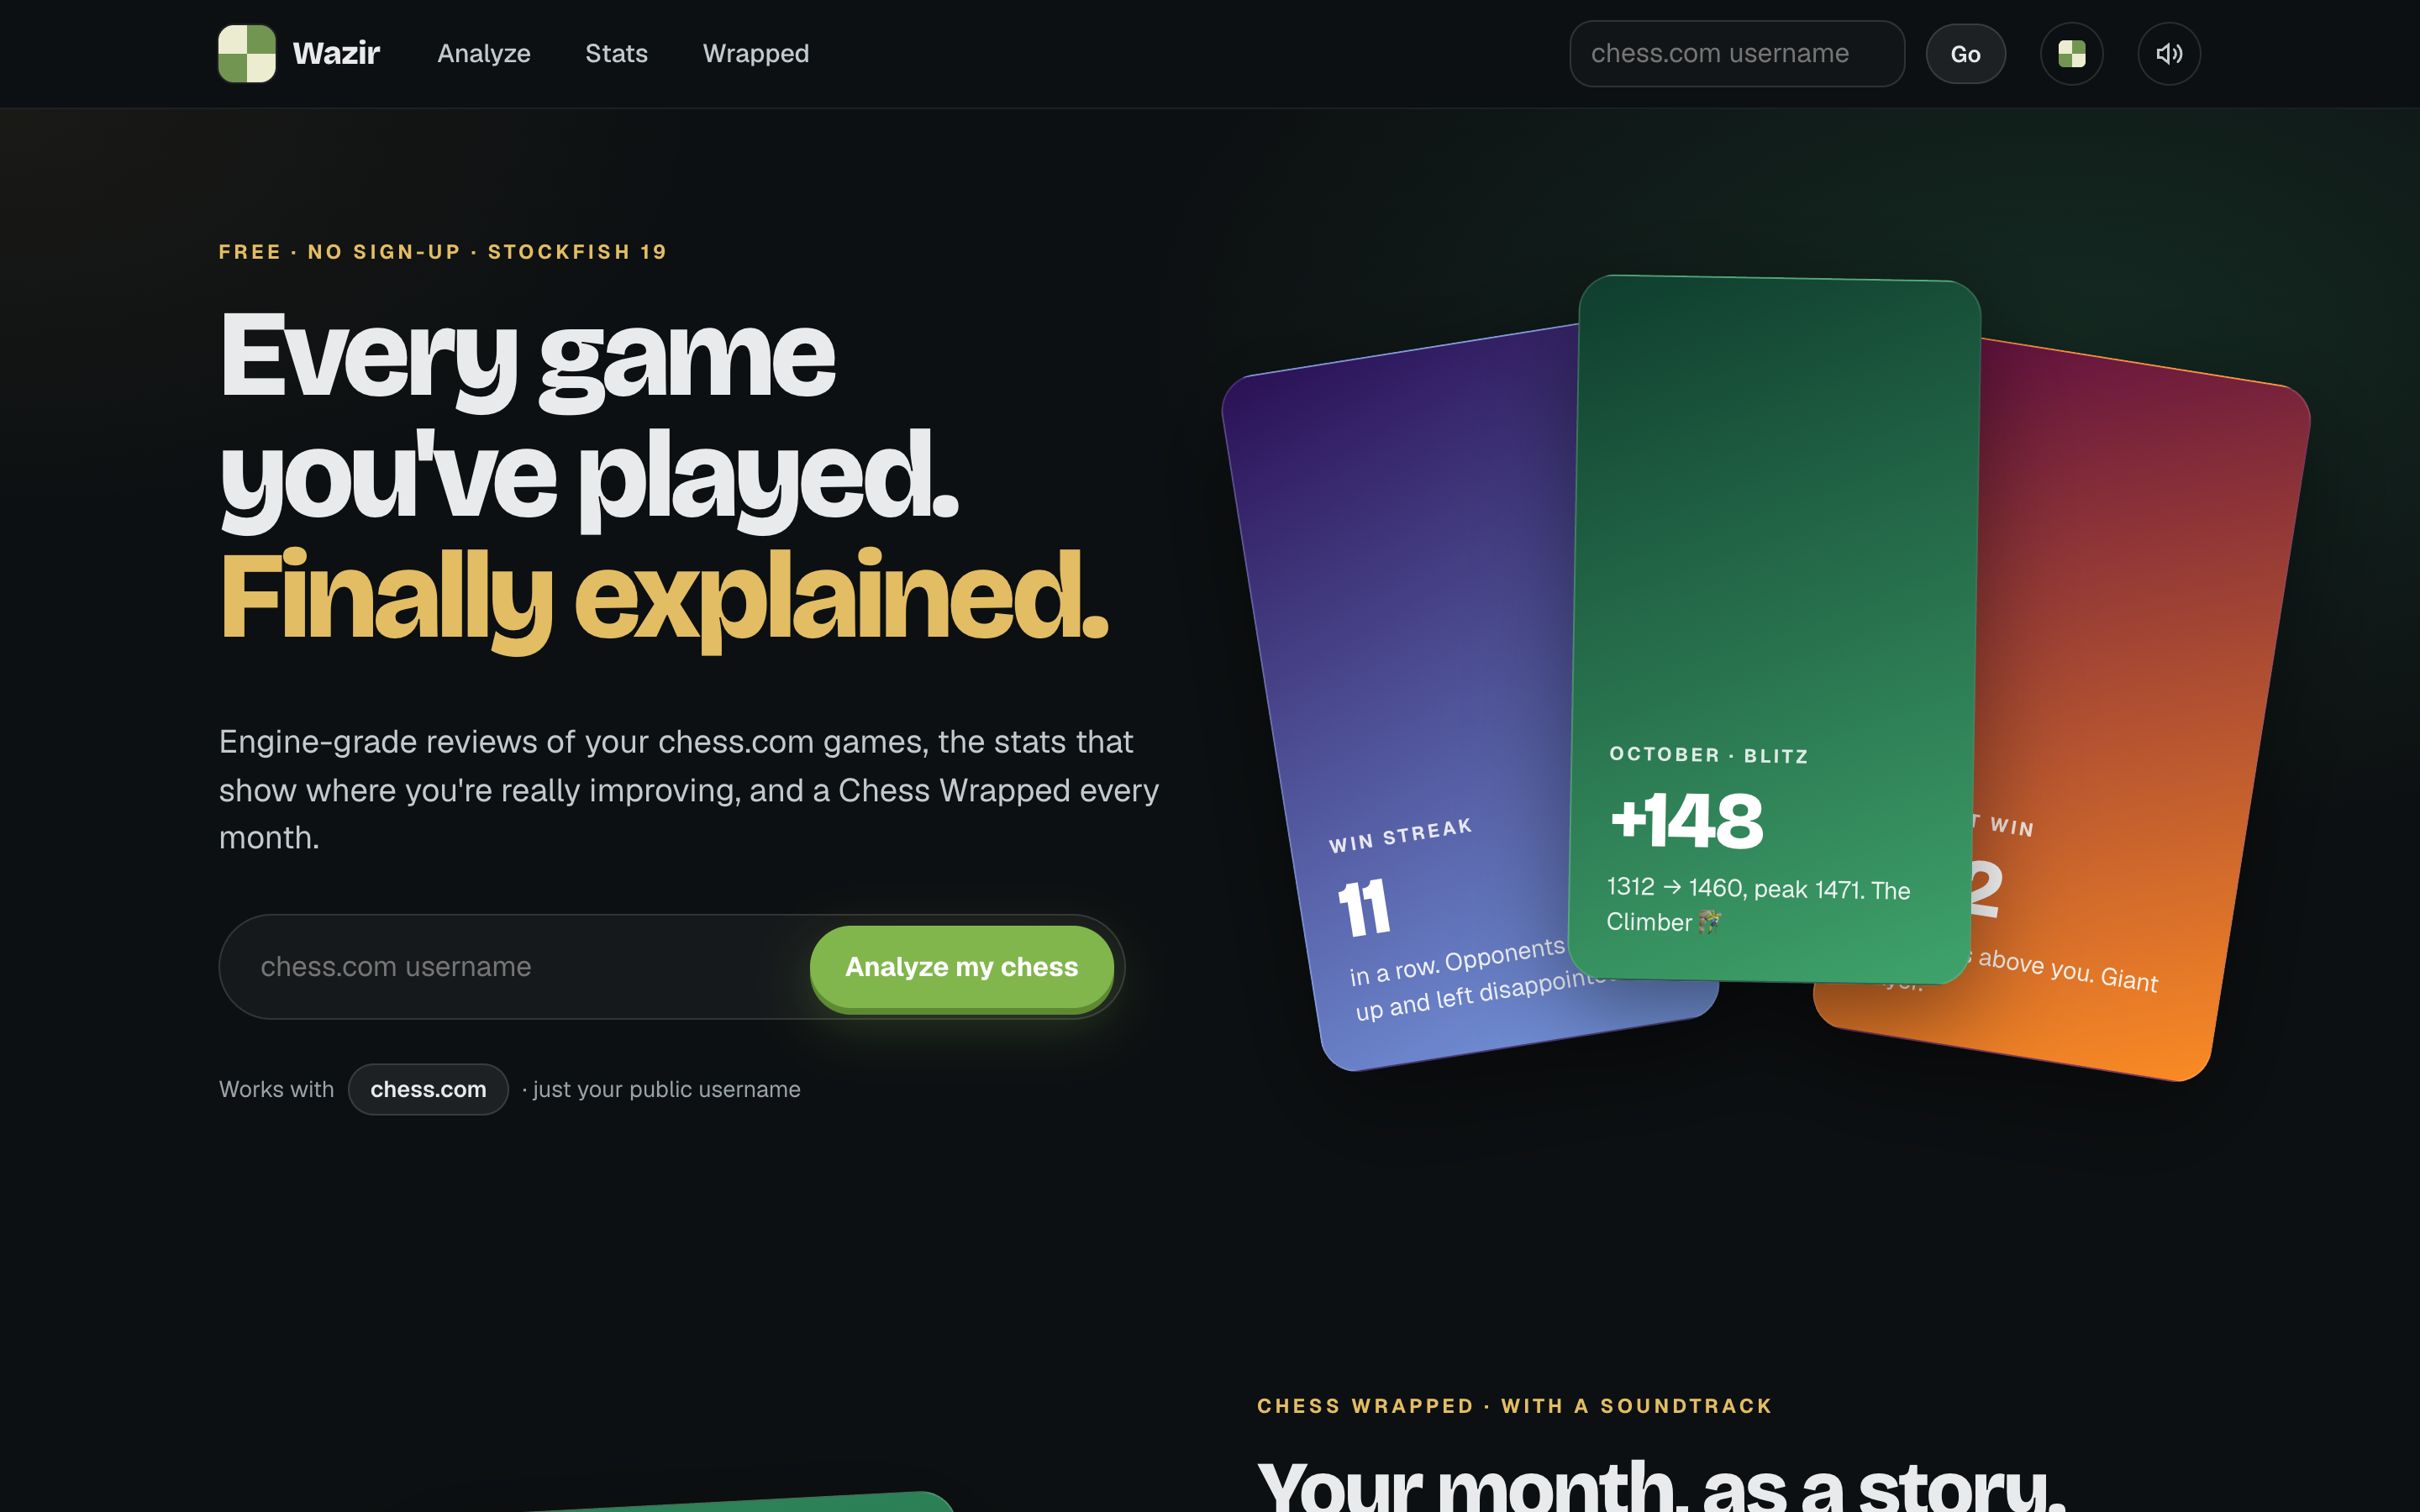 Wazir
Analyze
Stats
Wrapped
chess.com username
Go
FREE · NO SIGN-UP · STOCKFISH 19
Every game
you've played.
Finally explained.
Engine-grade reviews of your chess.com games, the stats that
show where you're really improving, and a Chess Wrapped every
month.
chess.com username
Analyze my chess
Works with chess.com · just your public username
WIN STREAK
11
in a row. Opponents
up and left
OCTOBER · BLITZ
+148
1312 → 1460, peak 1471. The
Climber 🧗
WIN
2
above you. Giant
CHESS WRAPPED · WITH A SOUNDTRACK
Your month, as a story.